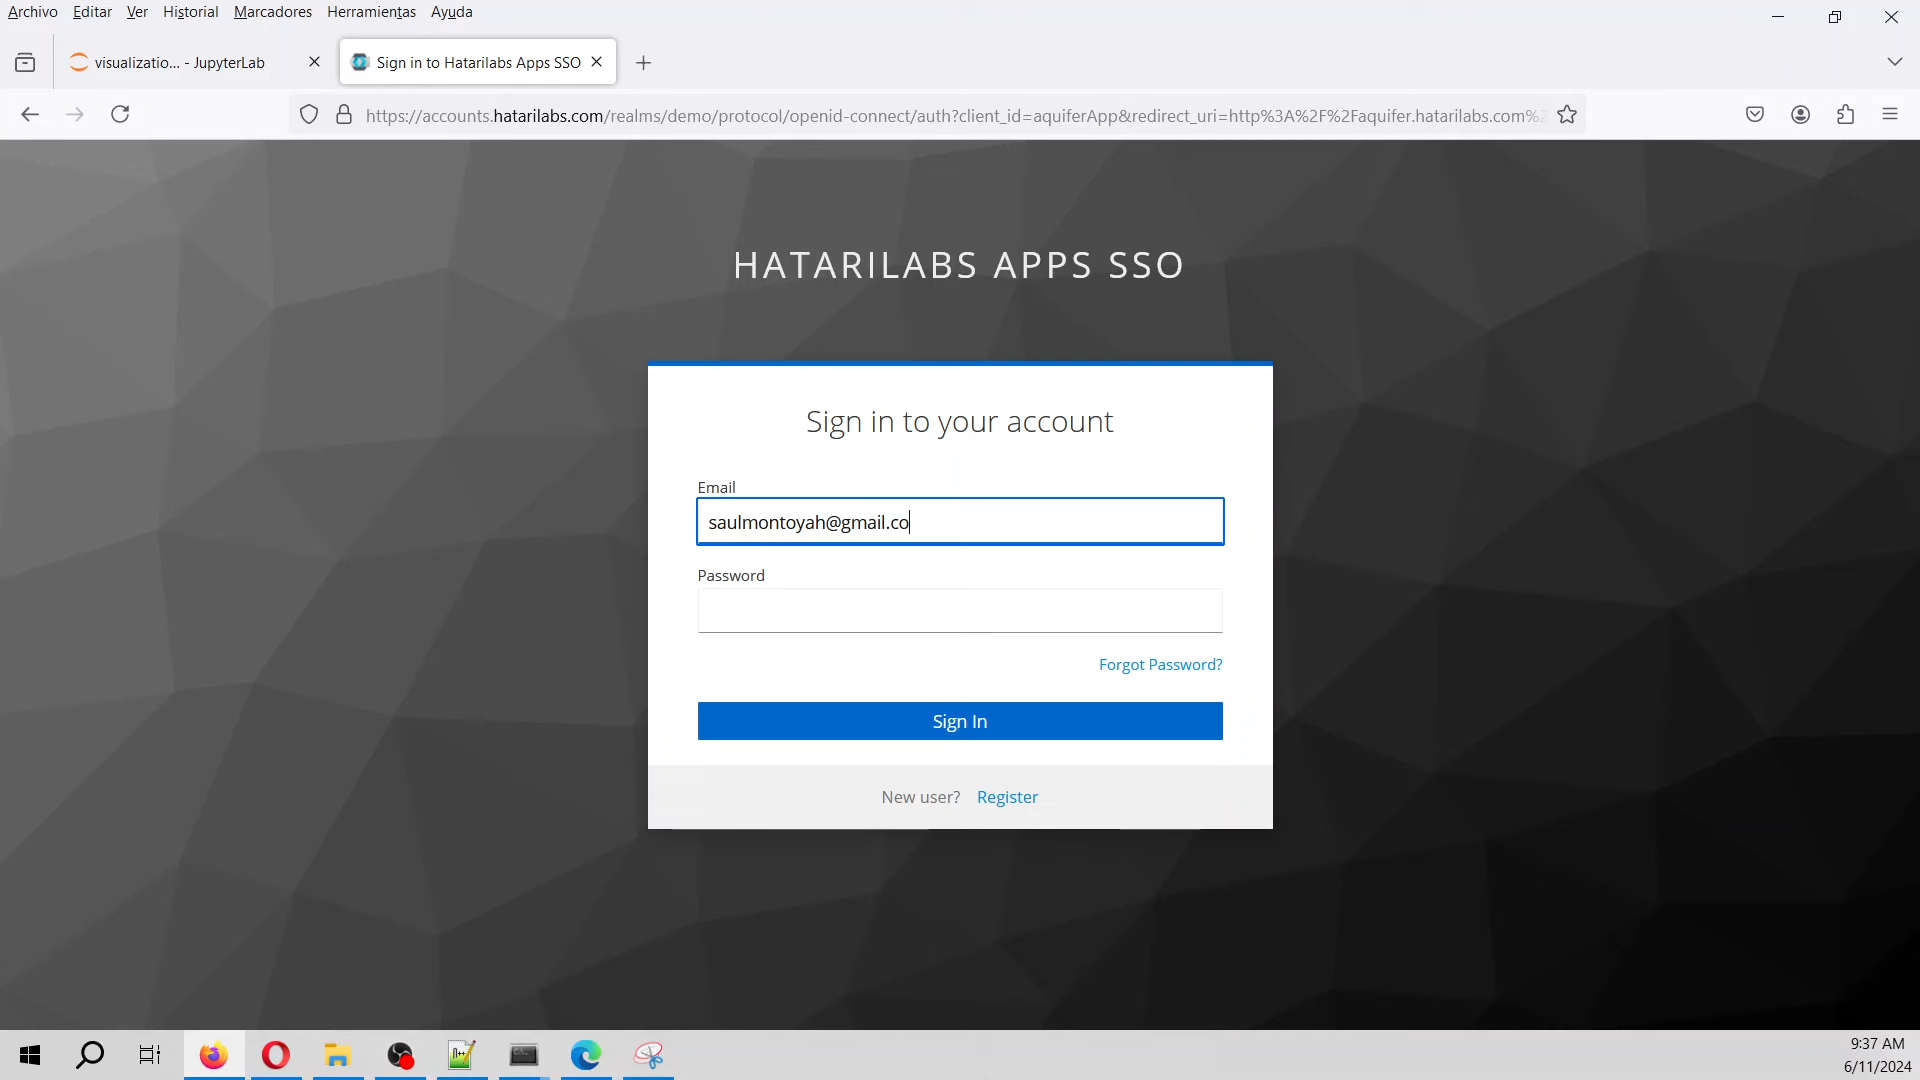 Archivo Editar Ver Historial Marcadores Herramientas Ayuda
visualizatio... - JupyterLab
Sign in to Hatarilabs Apps SSO
https://accounts.hatarilabs.com/realms/demo/protocol/openid-connect/auth?client_id=aquiferApp&redirect_uri=http%3A%2F%2Faquifer.hatarilabs.com%2
HATARILABS APPS SSO
Sign in to your account
Email
saulmontoyah@gmail.co
Password
Forgot Password?
Sign In
New user? Register
9:37 AM
6/11/2024